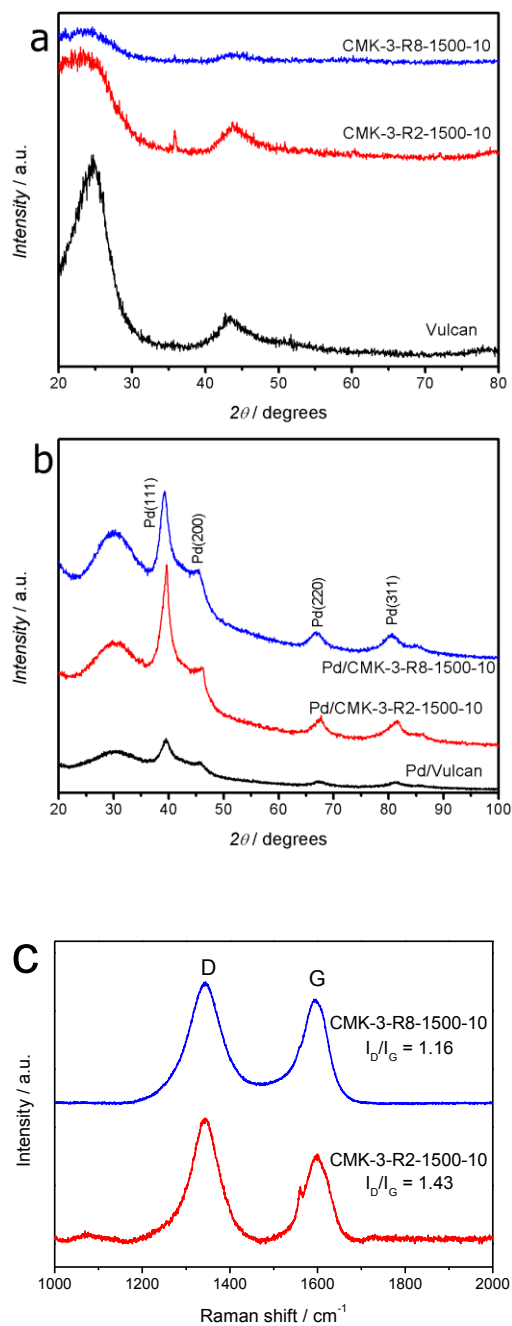 a
CMK-3-R8-1500-10
CMK-3-R2-1500-10
Vulcan
Intensity / a.u.
20 30 40 50 60 70 80
2θ / degrees
b
Pd(111)
Pd(200)
Pd(220)
Pd(311)
Pd/CMK-3-R8-1500-10
Pd/CMK-3-R2-1500-10
Pd/Vulcan
Intensity / a.u.
20 30 40 50 60 70 80 90 100
2θ / degrees
C
D
G
CMK-3-R8-1500-10
I_D/I_G = 1.16
CMK-3-R2-1500-10
I_D/I_G = 1.43
Intensity / a.u.
1000 1200 1400 1600 1800 2000
Raman shift / cm⁻¹